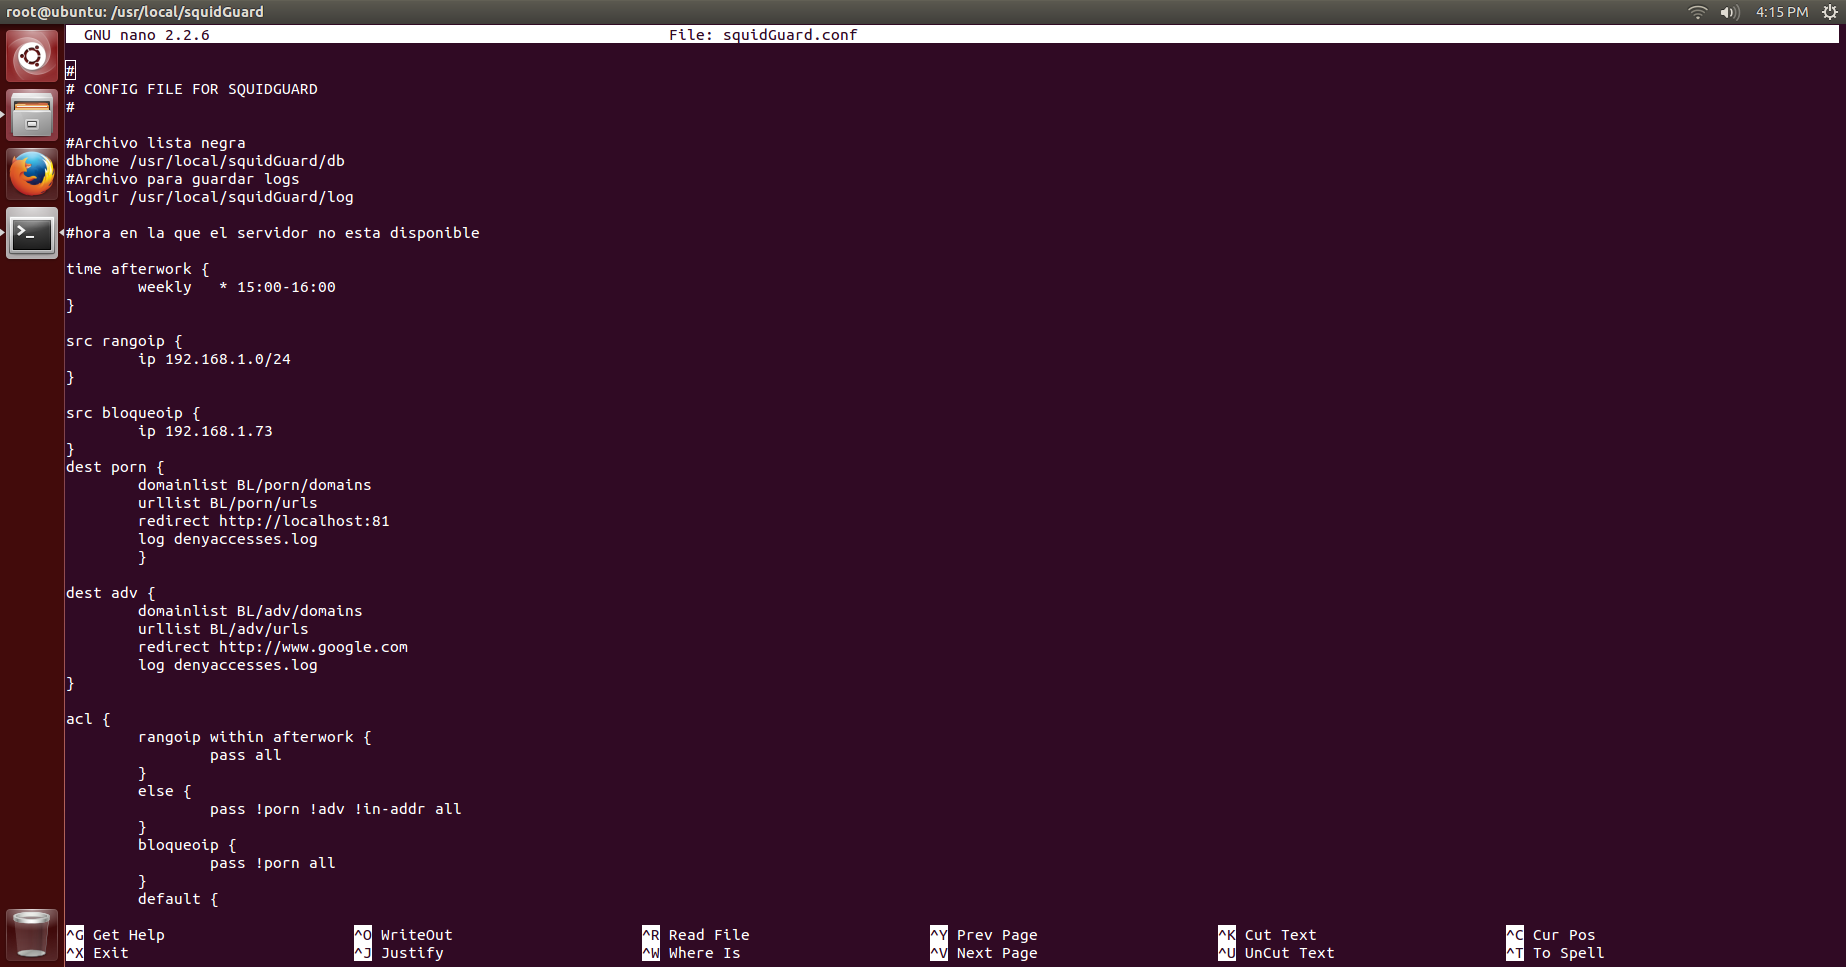 root@ubuntu: /usr/local/squidGuard
4:15 PM
GNU nano 2.2.6 File: squidGuard.conf
#
# CONFIG FILE FOR SQUIDGUARD
#
#Archivo lista negra
dbhome /usr/local/squidGuard/db
#Archivo para guardar logs
logdir /usr/local/squidGuard/log
#hora en la que el servidor no esta disponible
time afterwork {
weekly * 15:00-16:00
}
src rangoip {
ip 192.168.1.0/24
}
src bloqueoip {
ip 192.168.1.73
}
dest porn {
domainlist BL/porn/domains
urllist BL/porn/urls
redirect http://localhost:81
log denyaccesses.log
}
dest adv {
domainlist BL/adv/domains
urllist BL/adv/urls
redirect http://www.google.com
log denyaccesses.log
}
acl {
rangoip within afterwork {
pass all
}
else {
pass !porn !adv !in-addr all
}
bloqueoip {
pass !porn all
}
default {
^G Get Help ^O WriteOut ^R Read File ^Y Prev Page ^K Cut Text ^C Cur Pos
^X Exit ^J Justify ^W Where Is ^V Next Page ^U UnCut Text ^T To Spell